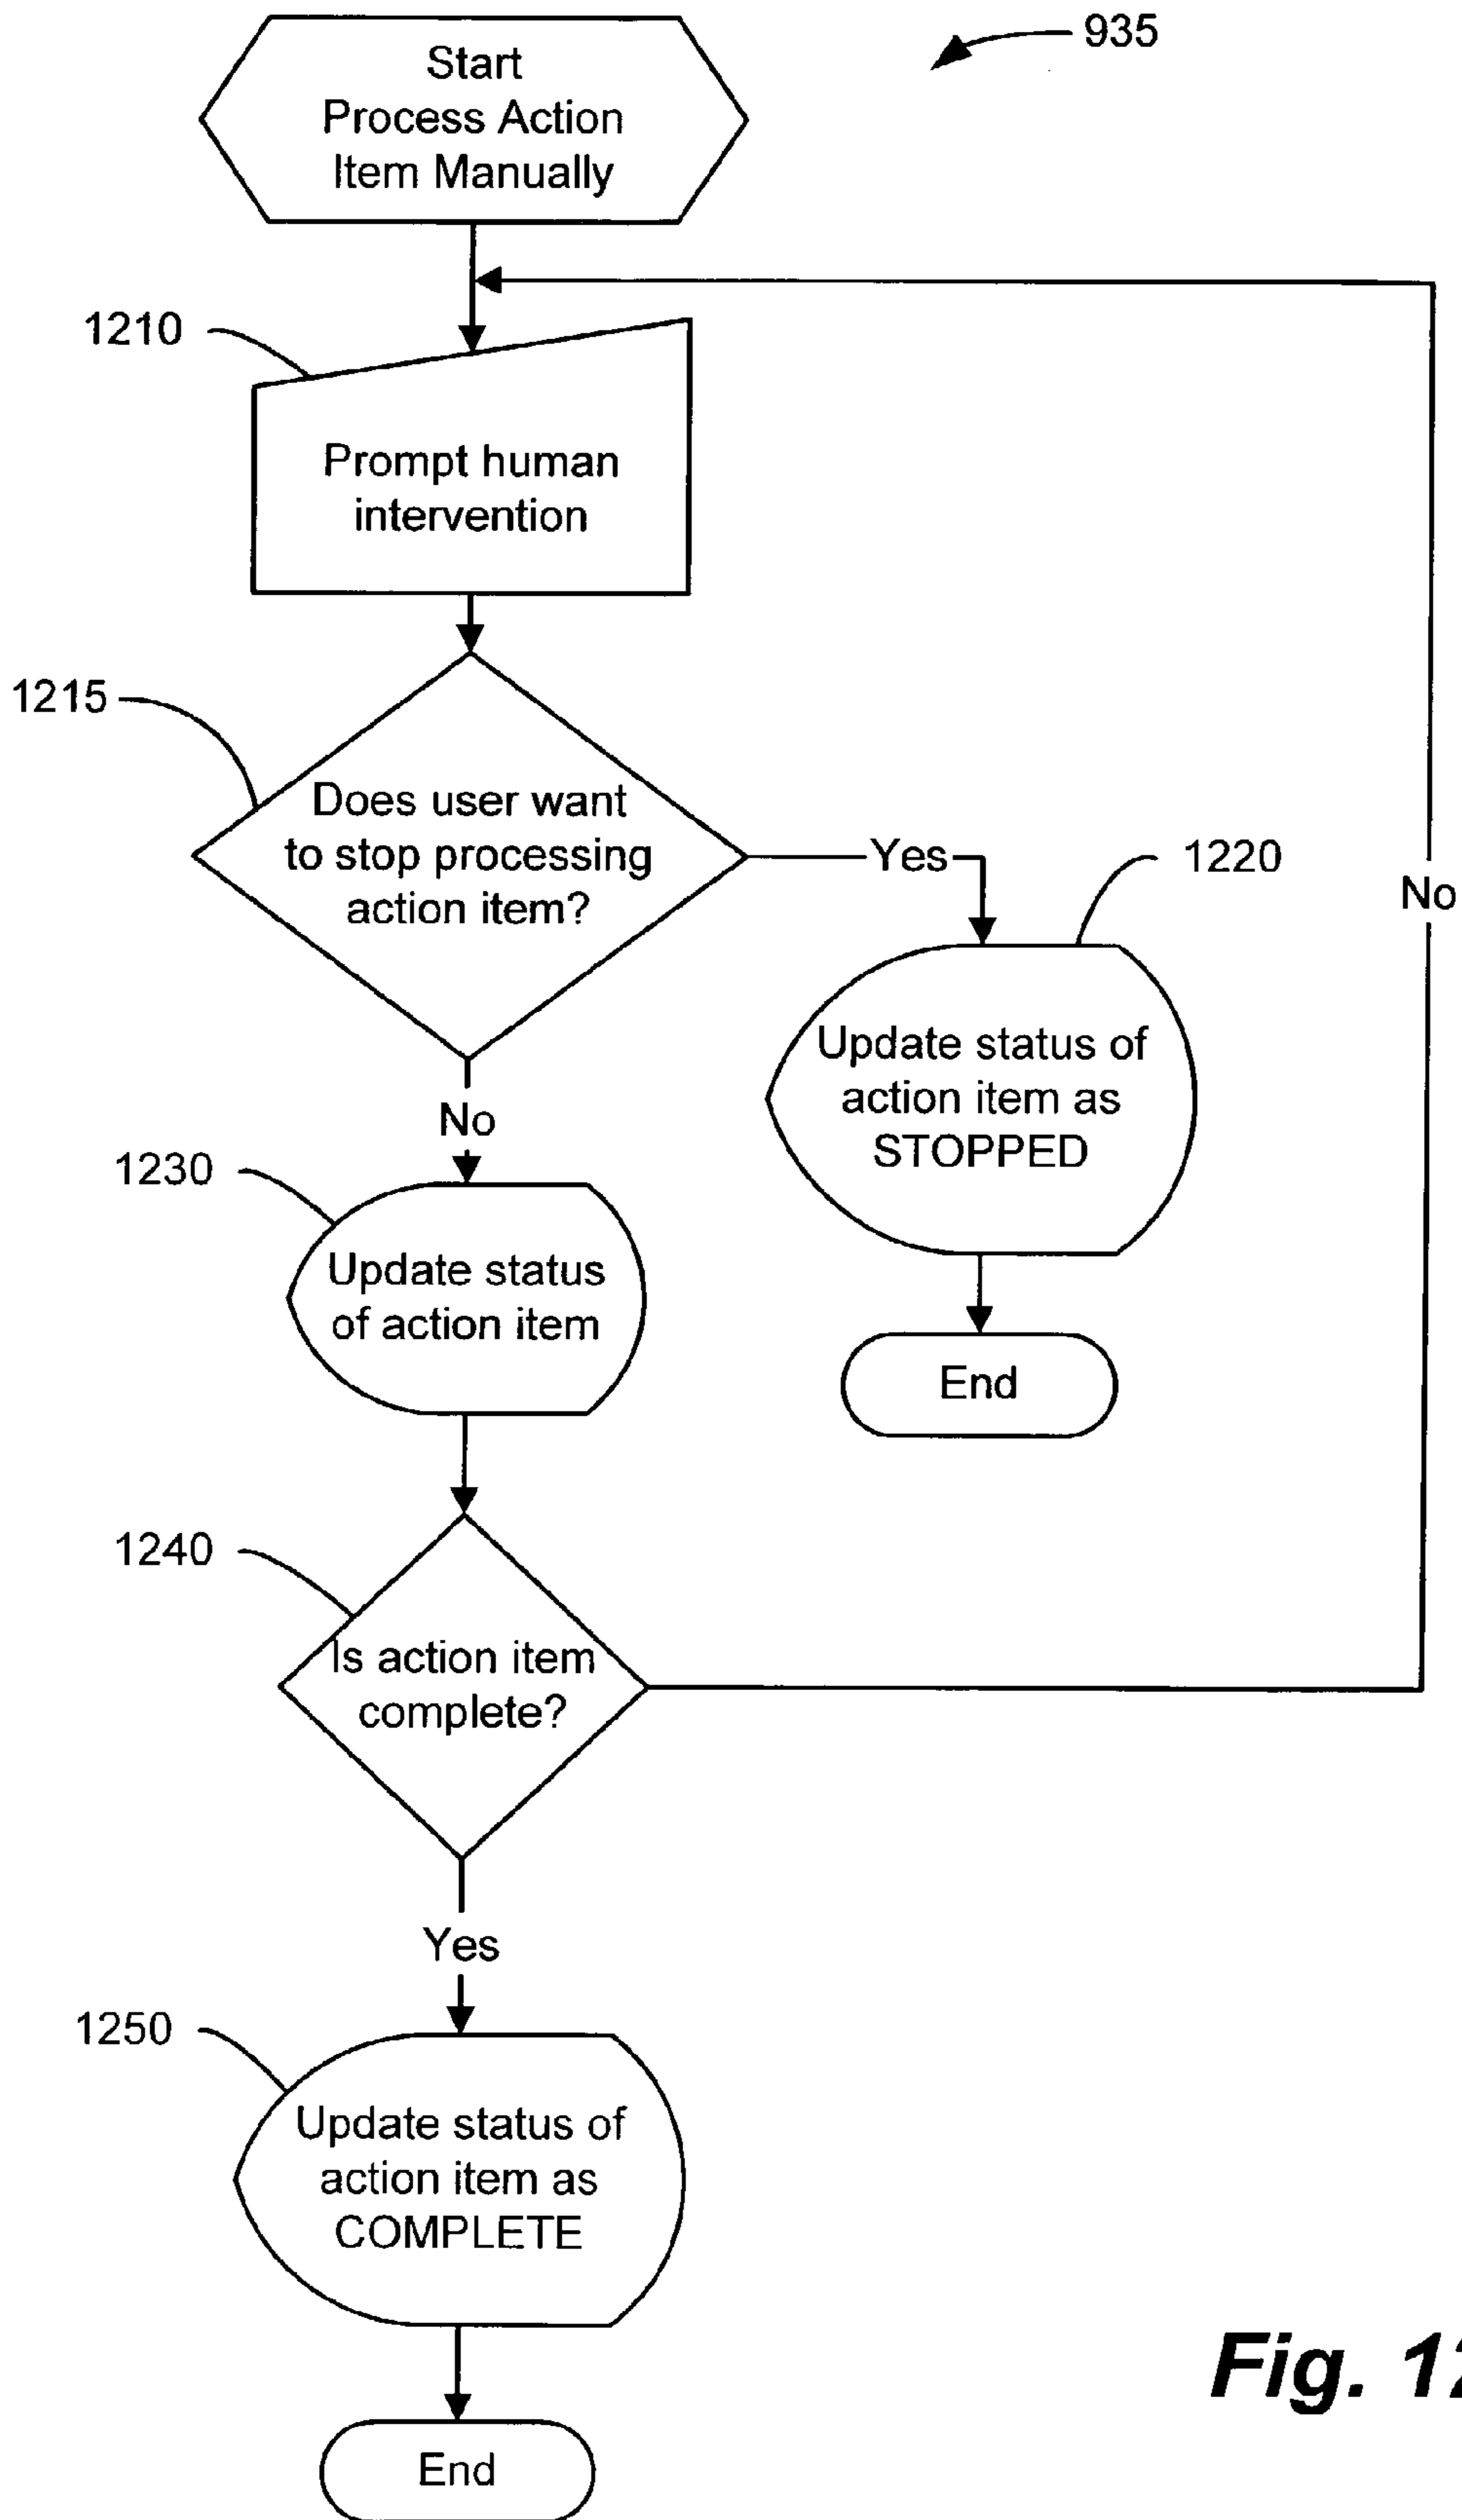 935
Start
Process Action
Item Manually
1210
Prompt human
intervention
1215
Does user want
to stop processing
action item?
Yes
1220
No
Update status of
action item as
STOPPED
No
1230
Update status
of action item
End
1240
Is action item
complete?
Yes
1250
Update status of
action item as
COMPLETE
Fig. 12
End